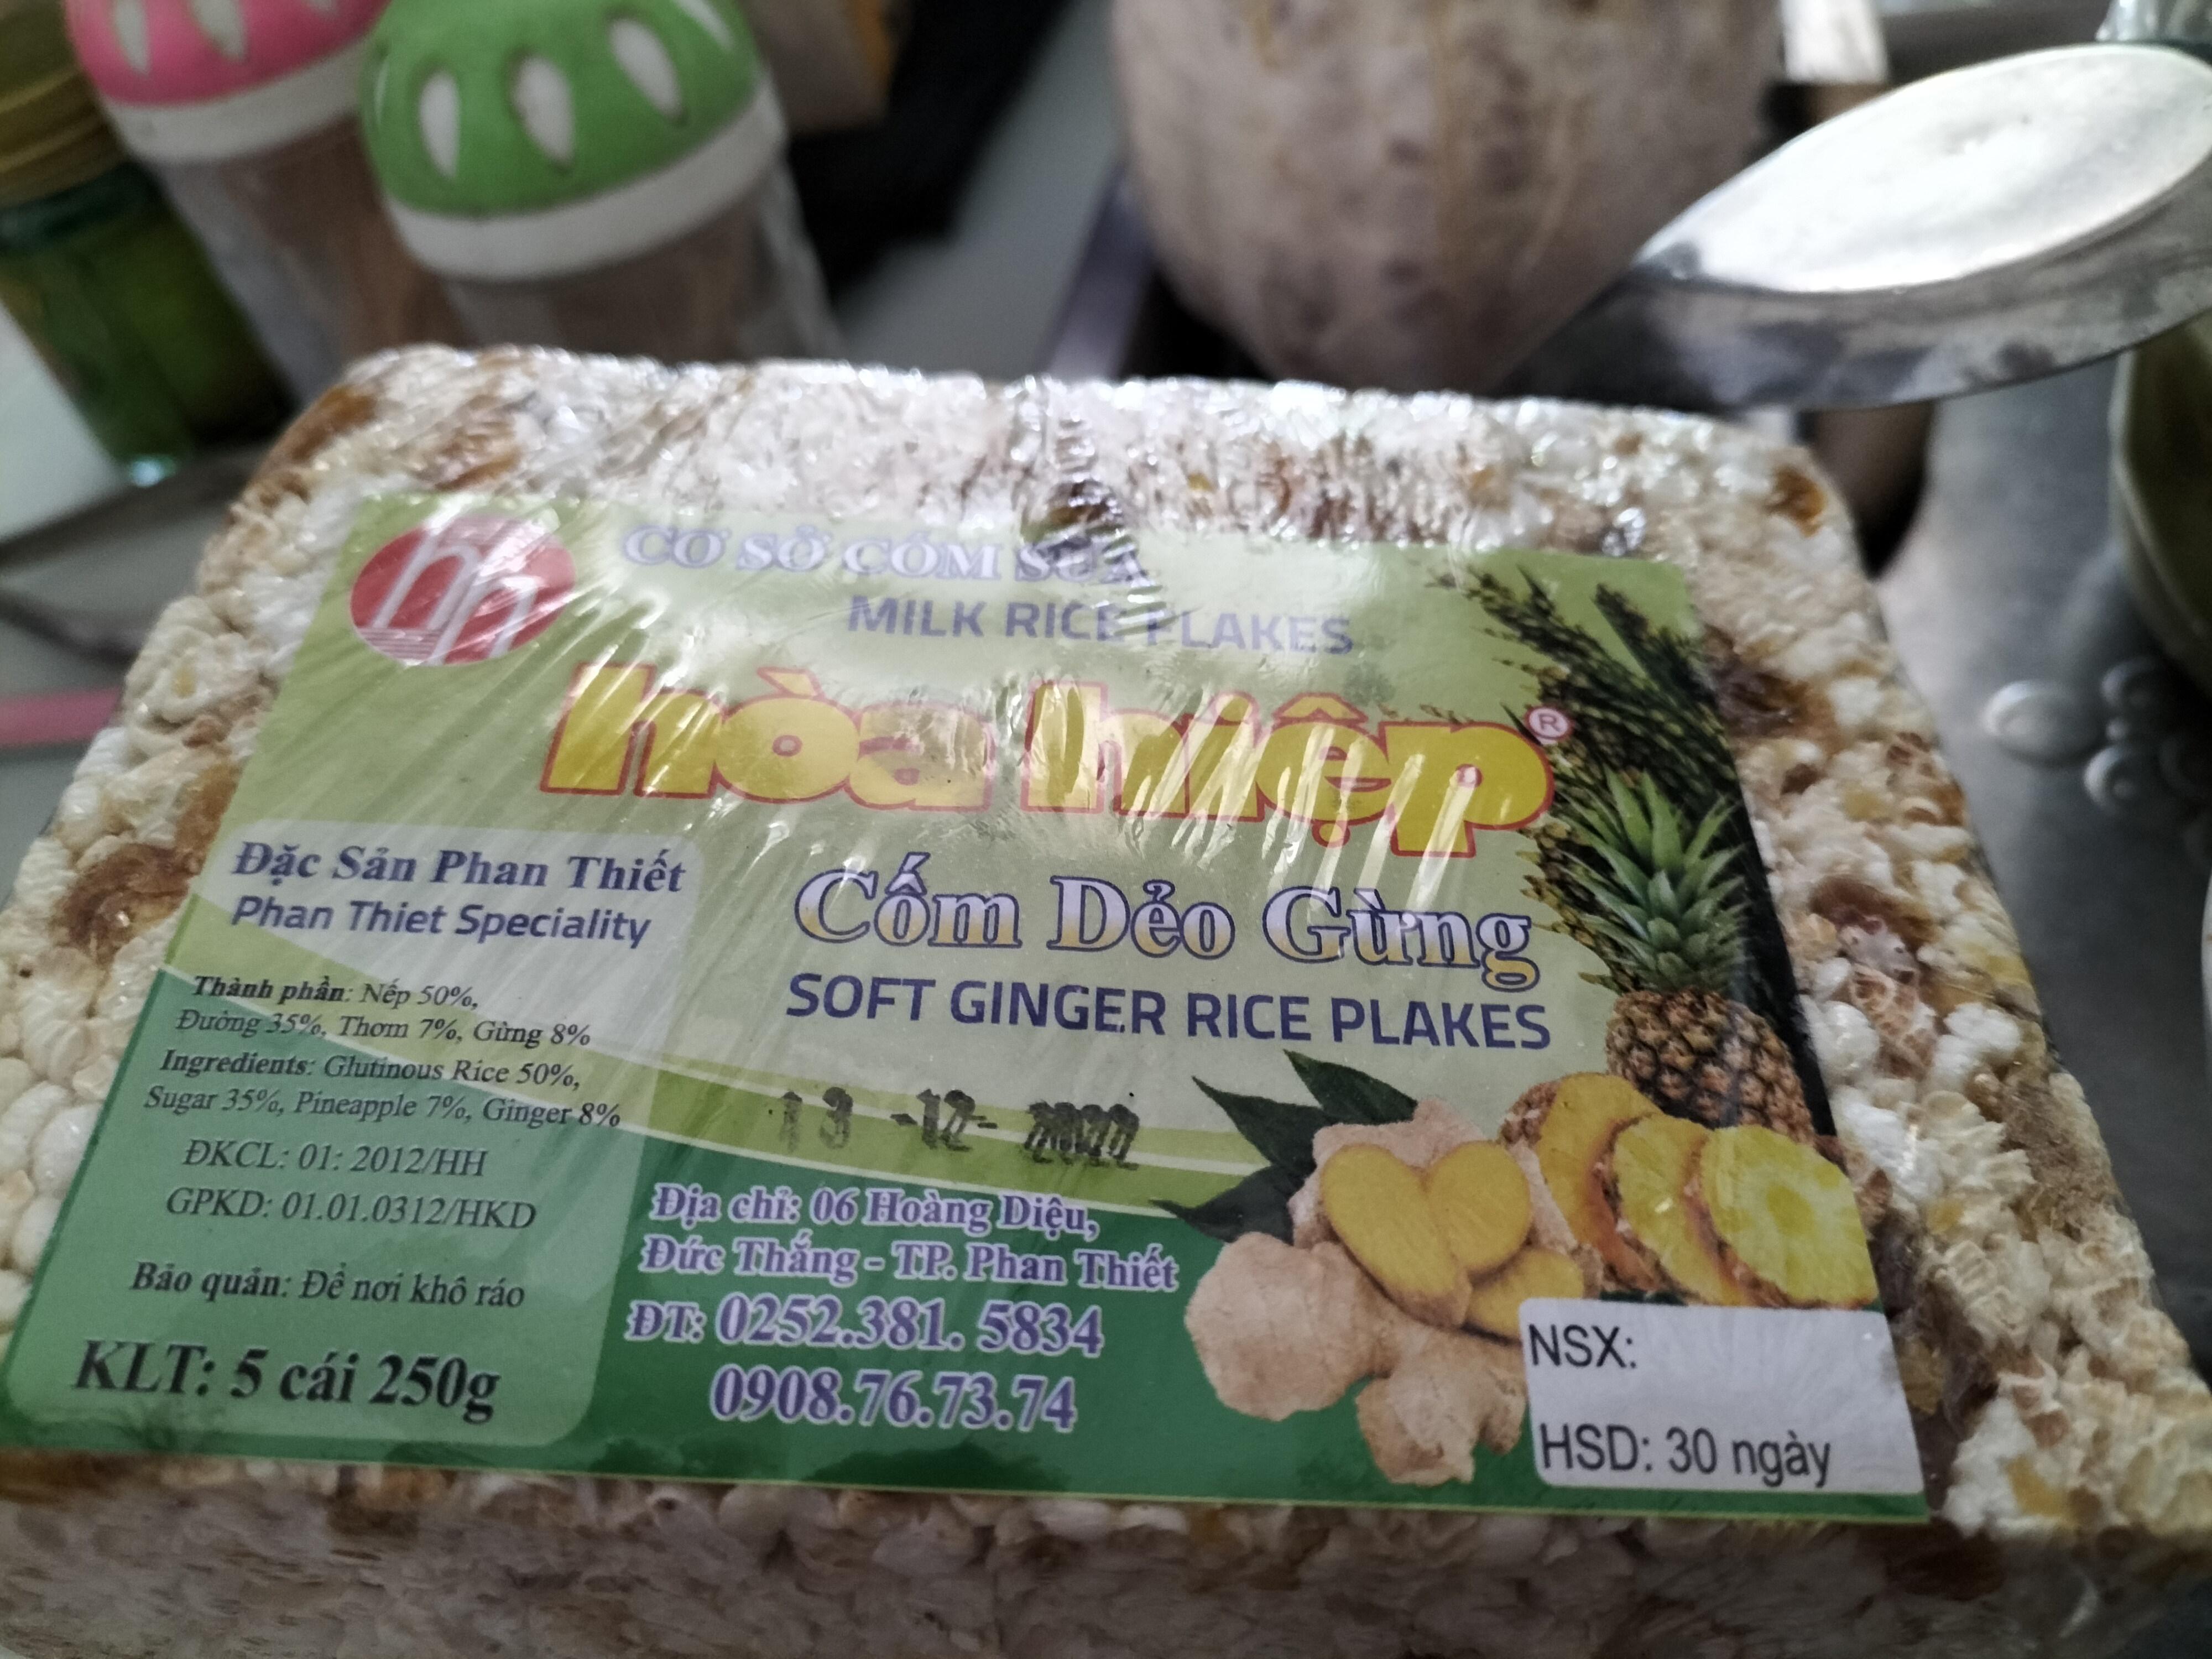 hh
CƠ SỞ CỐM SỮA
MILK RICE FLAKES
hòa hiệp®
Đặc Sản Phan Thiết
Phan Thiet Speciality
Cốm Dẻo Gừng
SOFT GINGER RICE PLAKES
Thành phần: Nếp 50%,
Đường 35%, Thơm 7%, Gừng 8%
Ingredients: Glutinous Rice 50%,
Sugar 35%, Pineapple 7%, Ginger 8%
ĐKCL: 01: 2012/HH
GPKD: 01.01.0312/HKD
Bảo quản: Để nơi khô ráo
KLT: 5 cái 250g
13 -12- 2022
Địa chỉ: 06 Hoàng Diệu,
Đức Thắng - TP. Phan Thiết
ĐT: 0252.381. 5834
0908.76.73.74
NSX:
HSD: 30 ngày